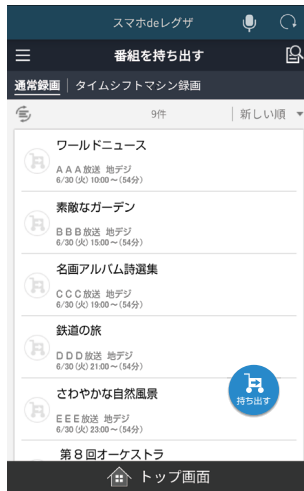 スマホdeレグザ
番組を持ち出す
通常録画 タイムシフトマシン録画
9件 新しい順
ワールドニュース
ＡＡＡ放送 地デジ
6/30(火) 10:00～(54分)
素敵なガーデン
ＢＢＢ放送 地デジ
6/30(火) 15:00～(54分)
名画アルバム詩選集
ＣＣＣ放送 地デジ
6/30(火) 19:00～(54分)
鉄道の旅
ＤＤＤ放送 地デジ
6/30(火) 21:00～(54分)
さわやかな自然風景
ＥＥＥ放送 地デジ
6/30(火) 23:00～(54分)
持ち出す
第８回オーケストラ
トップ画面